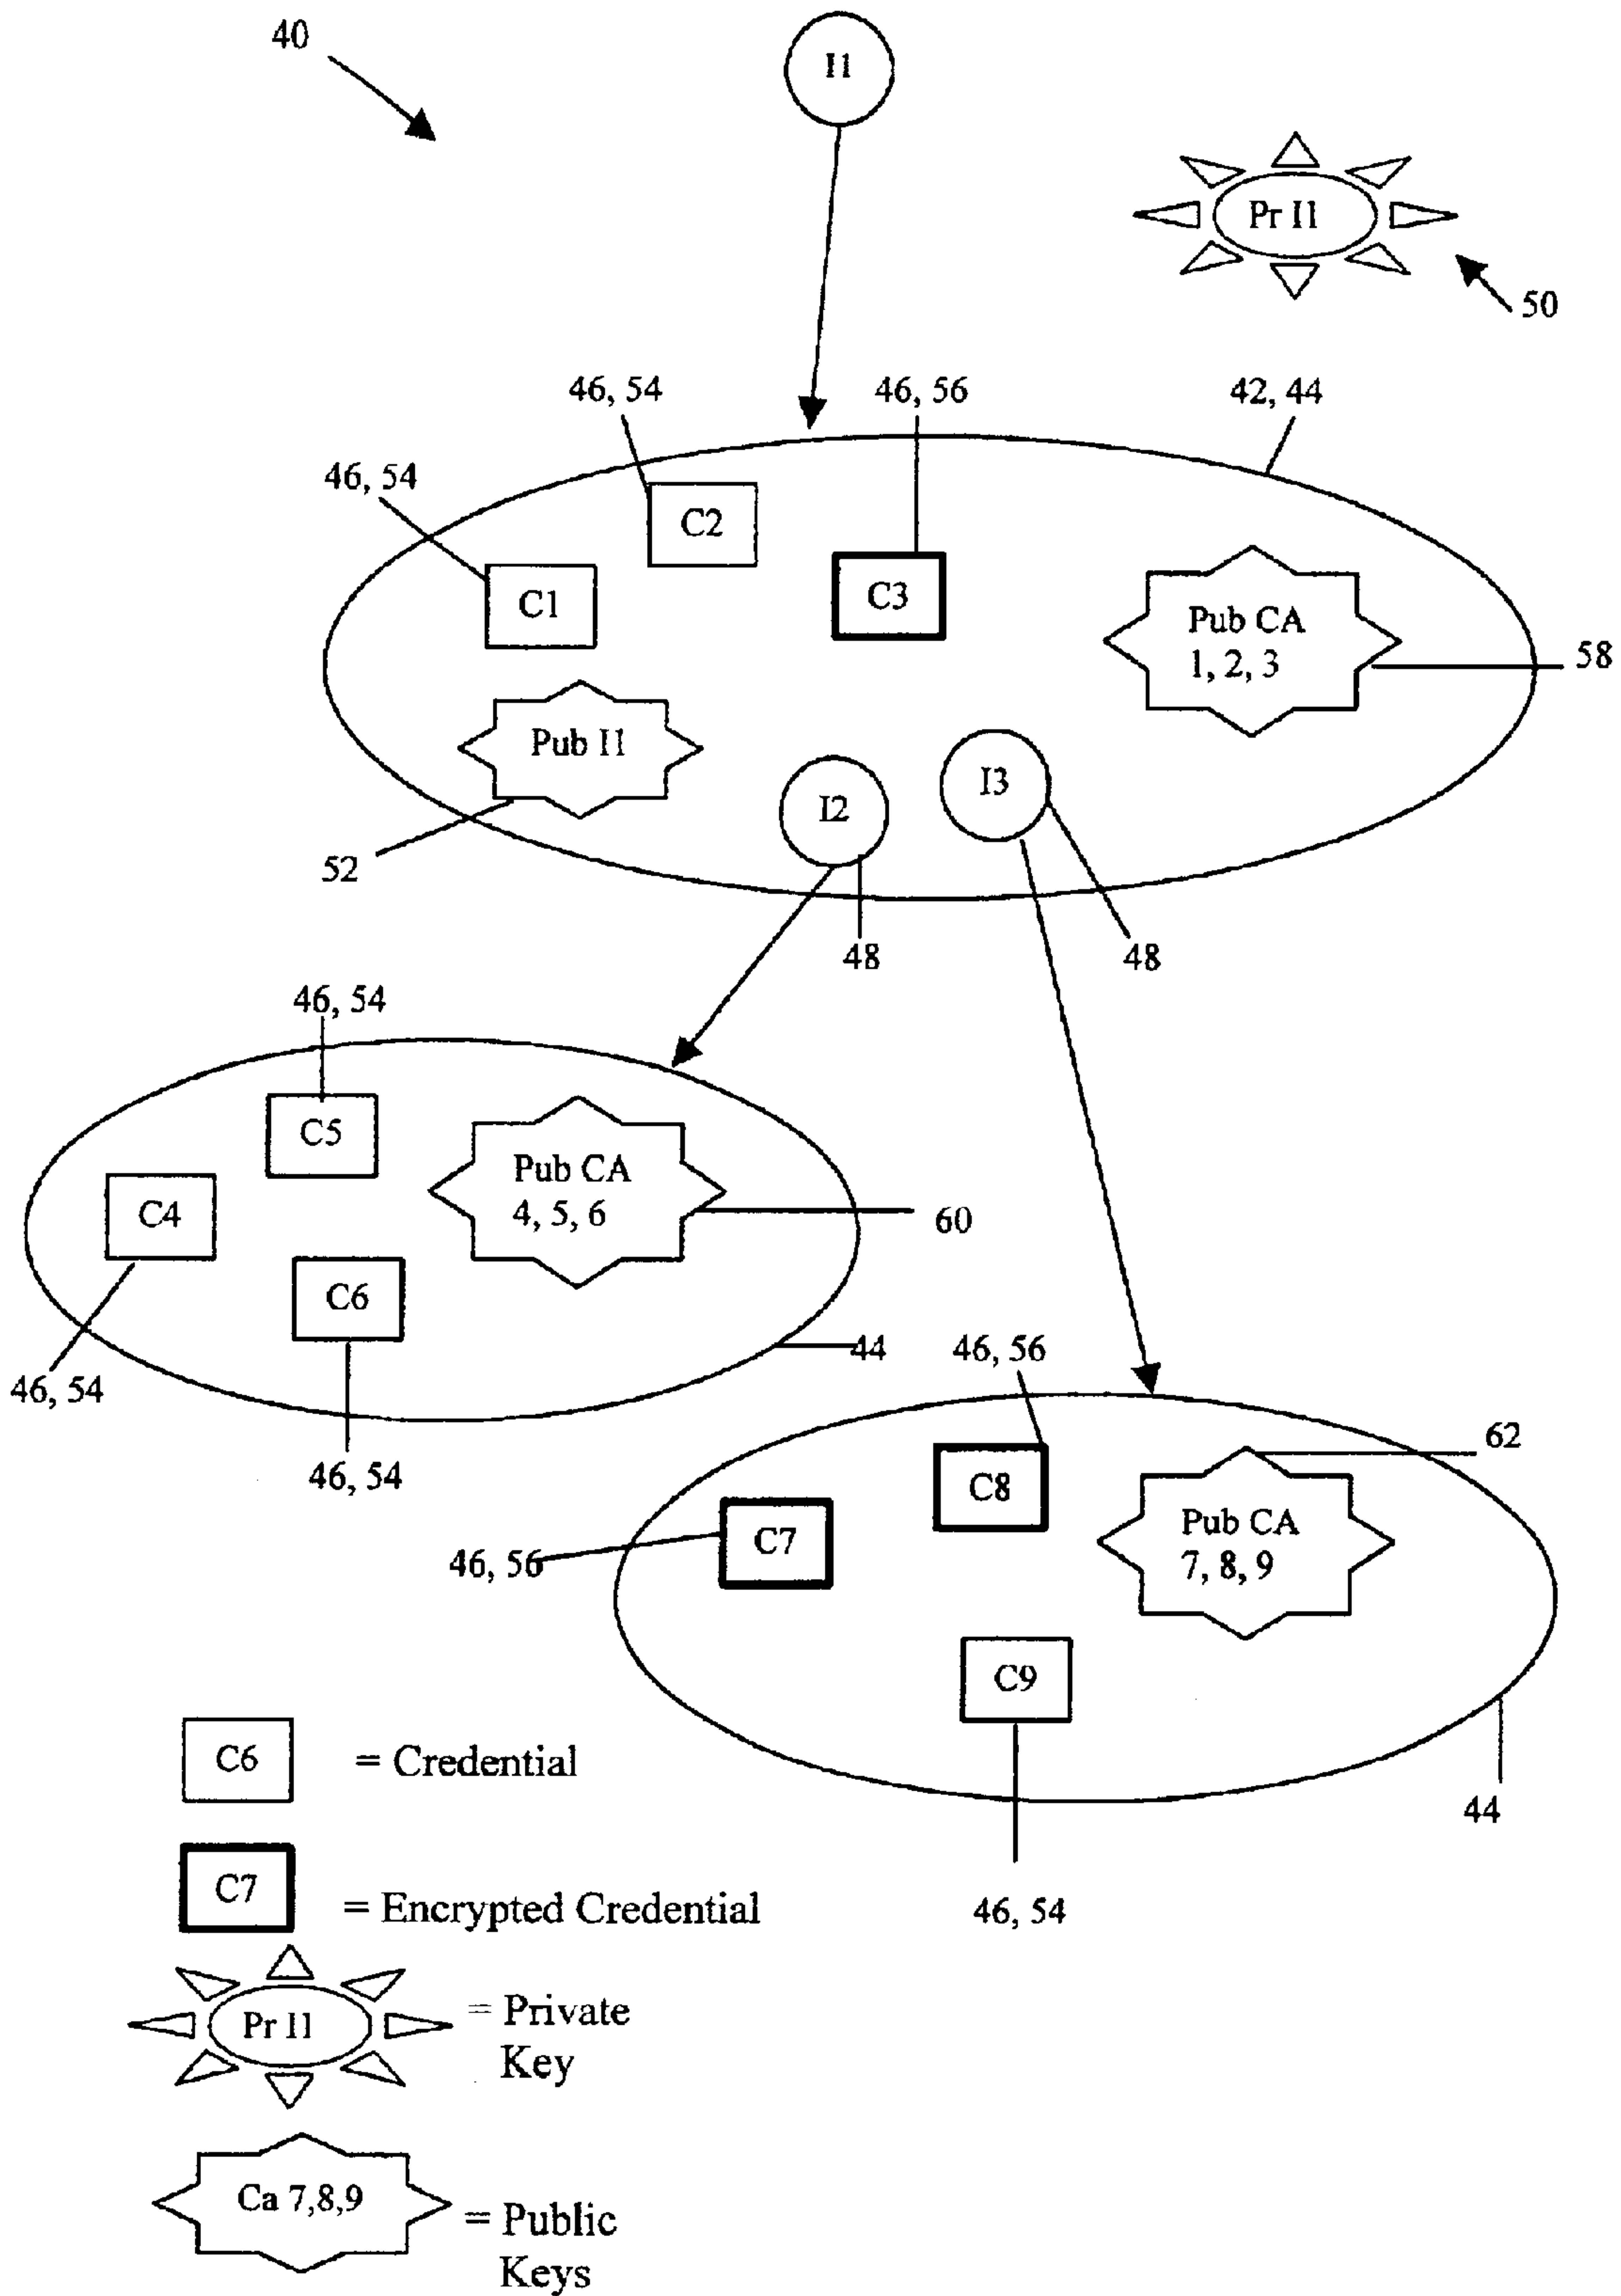 40
I1
Pr I1
50
46, 54
46, 56
42, 44
46, 54
C2
C1
C3
Pub CA
1, 2, 3
58
Pub I1
I2
I3
52
48
48
46, 54
C5
C4
Pub CA
4, 5, 6
60
C6
44
46, 54
46, 54
46, 56
62
C8
C7
Pub CA
7, 8, 9
46, 56
C9
44
46, 54
C6
= Credential
C7
= Encrypted Credential
Pr I1
= Private
Key
Ca 7,8,9
= Public
Keys